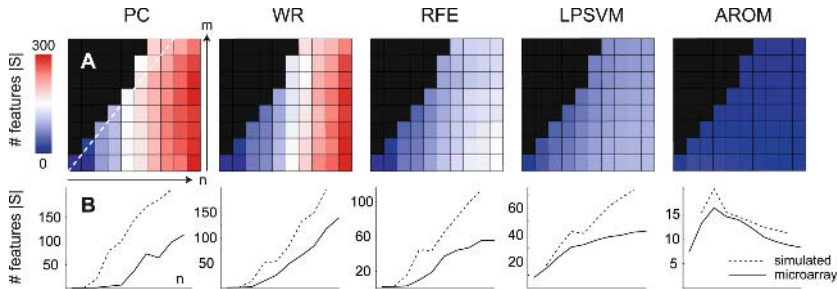 PC WR RFE LPSVM AROM
m
# features |S|
300
0
A
n
# features |S|
B
150
100
50
n
150
100
50
100
60
20
60
40
20
15
10
5
simulated
microarray